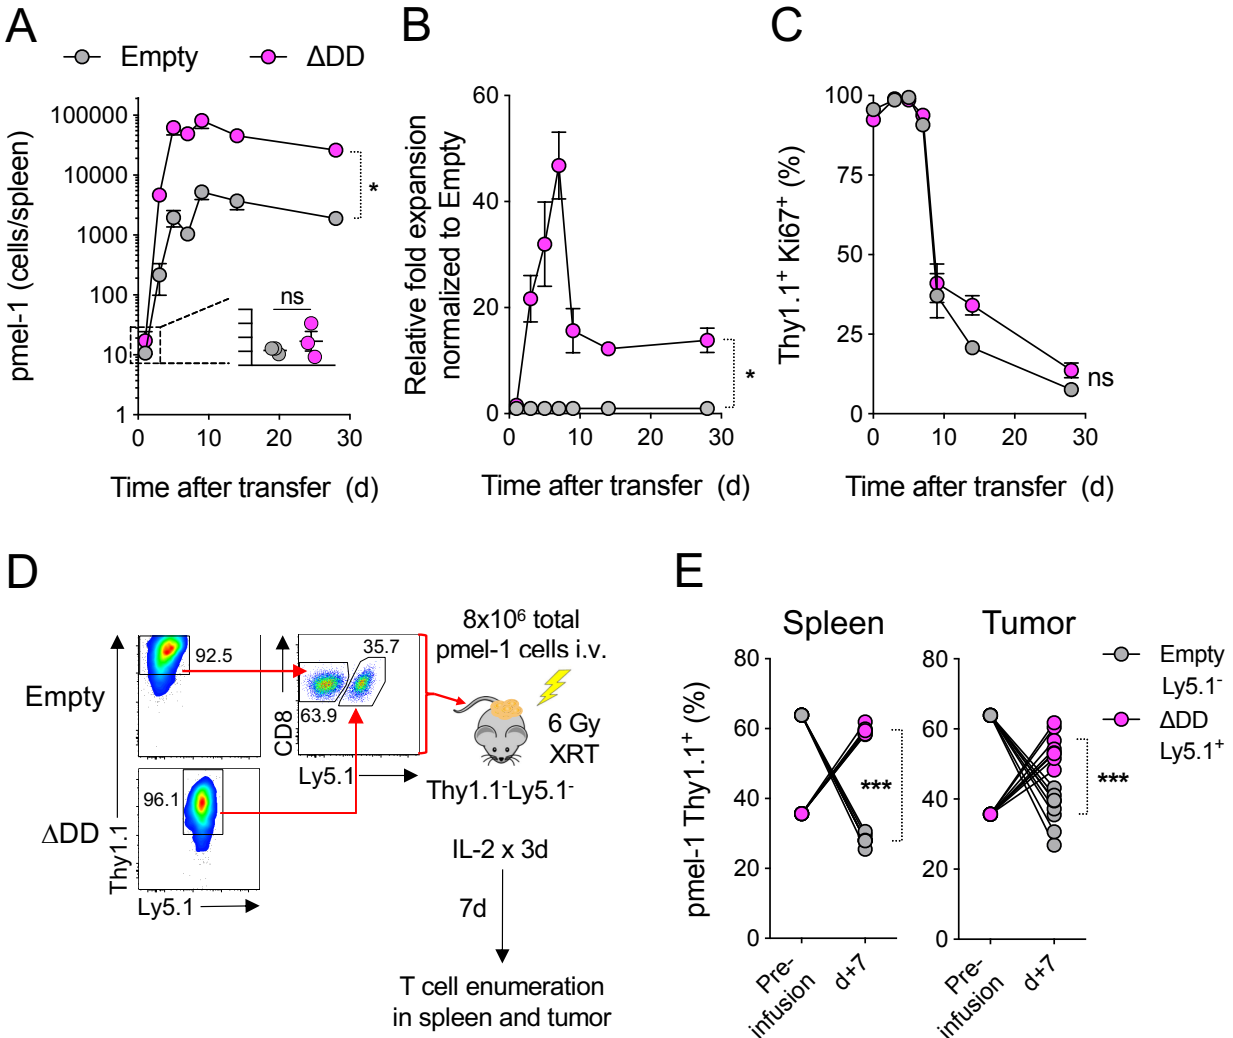 A
Empty
ΔDD
pmel-1 (cells/spleen)
100000
10000
1000
100
10
1
ns
*
0
10
20
30
Time after transfer (d)
B
Relative fold expansion
normalized to Empty
60
40
20
0
*
0
10
20
30
Time after transfer (d)
C
Thy1.1⁺ Ki67⁺ (%)
100
75
50
25
0
ns
0
10
20
30
Time after transfer (d)
D
Empty
92.5
ΔDD
96.1
Thy1.1
Ly5.1
CD8
35.7
63.9
Ly5.1
8x10⁶ total
pmel-1 cells i.v.
6 Gy
XRT
Thy1.1⁻Ly5.1⁻
IL-2 x 3d
7d
T cell enumeration
in spleen and tumor
E
pmel-1 Thy1.1⁺ (%)
Spleen
80
60
40
20
0
***
Pre-
infusion
d+7
Tumor
80
60
40
20
0
***
Pre-
infusion
d+7
Empty
Ly5.1⁻
ΔDD
Ly5.1⁺